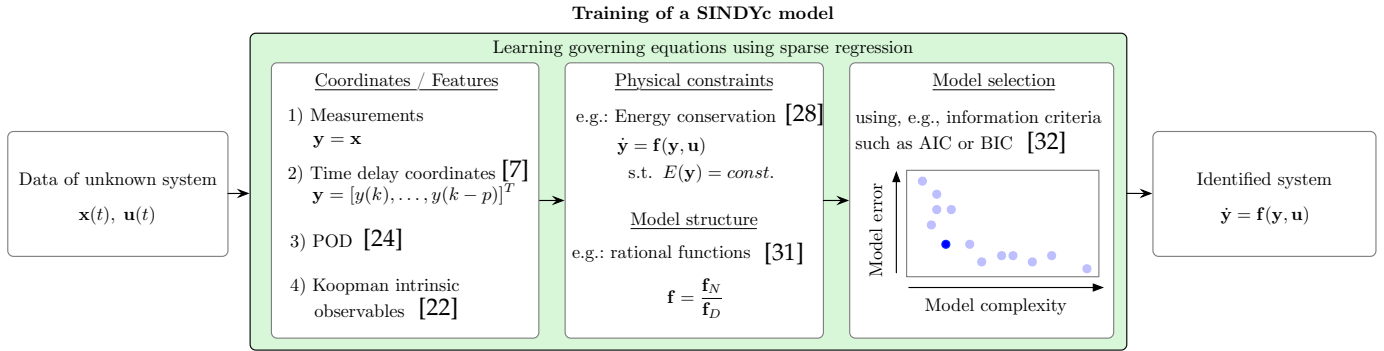 Training of a SINDYc model
Learning governing equations using sparse regression
Data of unknown system
x(t), u(t)
Coordinates / Features
1) Measurements
y = x
2) Time delay coordinates [7]
y = [y(k), . . . , y(k − p)]^T
3) POD [24]
4) Koopman intrinsic
observables [22]
Physical constraints
e.g.: Energy conservation [28]
ẏ = f(y, u)
s.t. E(y) = const.
Model structure
e.g.: rational functions [31]
f = f_N / f_D
Model selection
using, e.g., information criteria
such as AIC or BIC [32]
Model error
Model complexity
Identified system
ẏ = f(y, u)